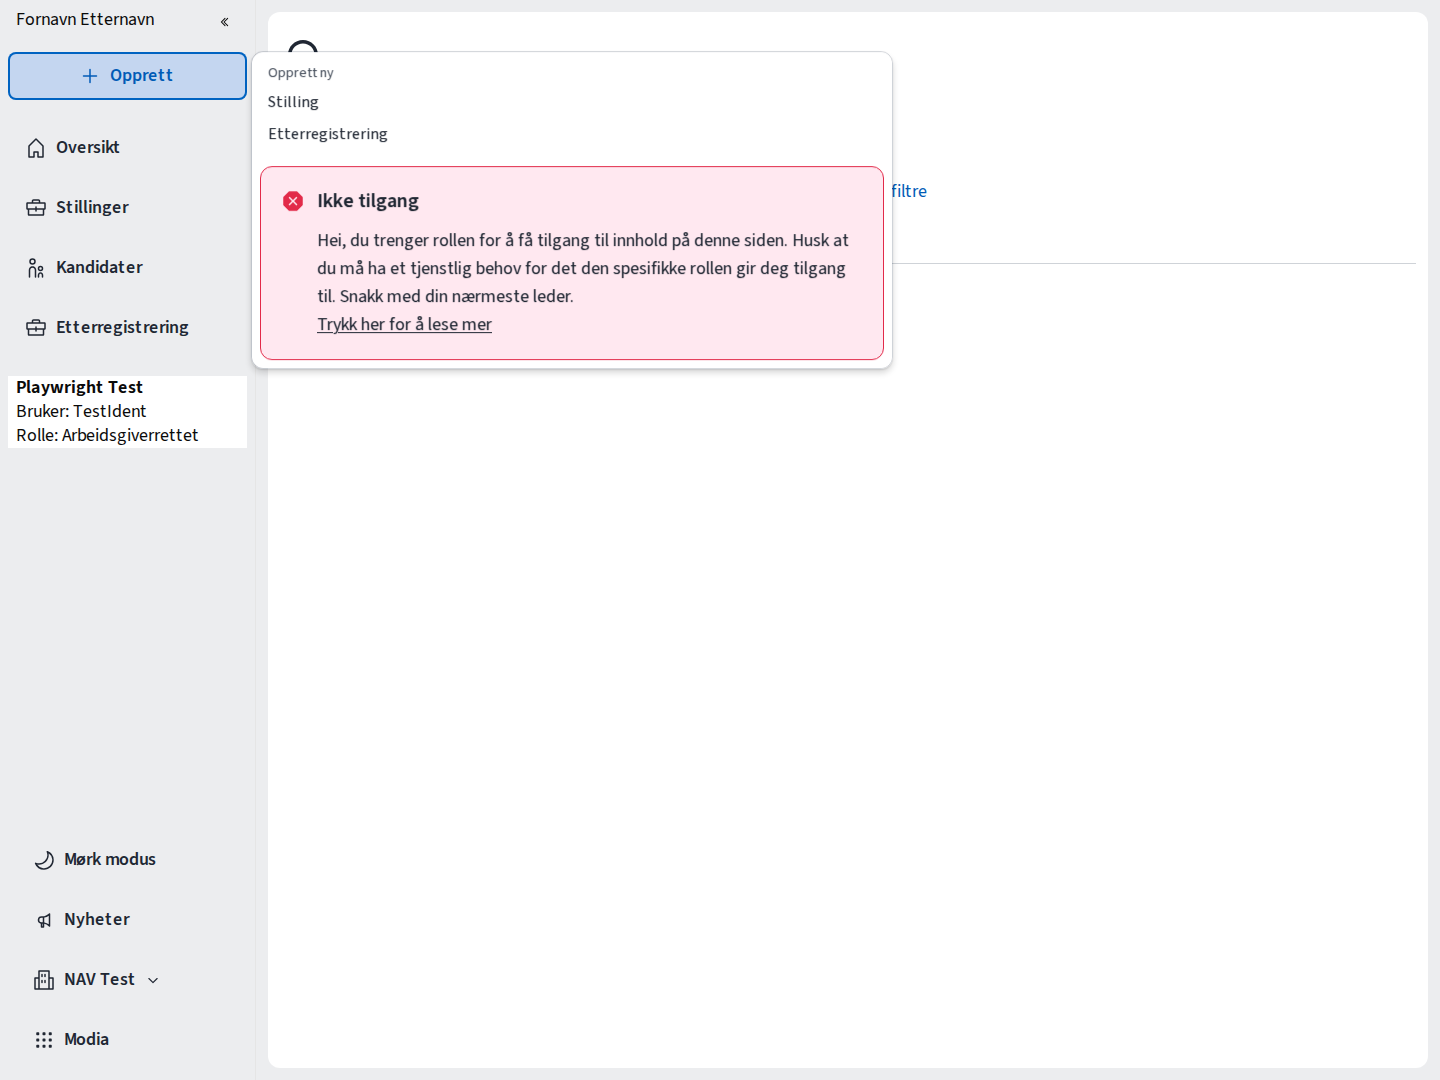 Fornavn Etternavn
Opprett
Oversikt
Stillinger
Kandidater
Etterregistrering
Playwright Test
Bruker: TestIdent
Rolle: Arbeidsgiverrettet
Mørk modus
Nyheter
NAV Test
Modia
Opprett ny
Stilling
Etterregistrering
Ikke tilgang
Hei, du trenger rollen for å få tilgang til innhold på denne siden. Husk at
du må ha et tjenstlig behov for det den spesifikke rollen gir deg tilgang
til. Snakk med din nærmeste leder.
Trykk her for å lese mer
filtre